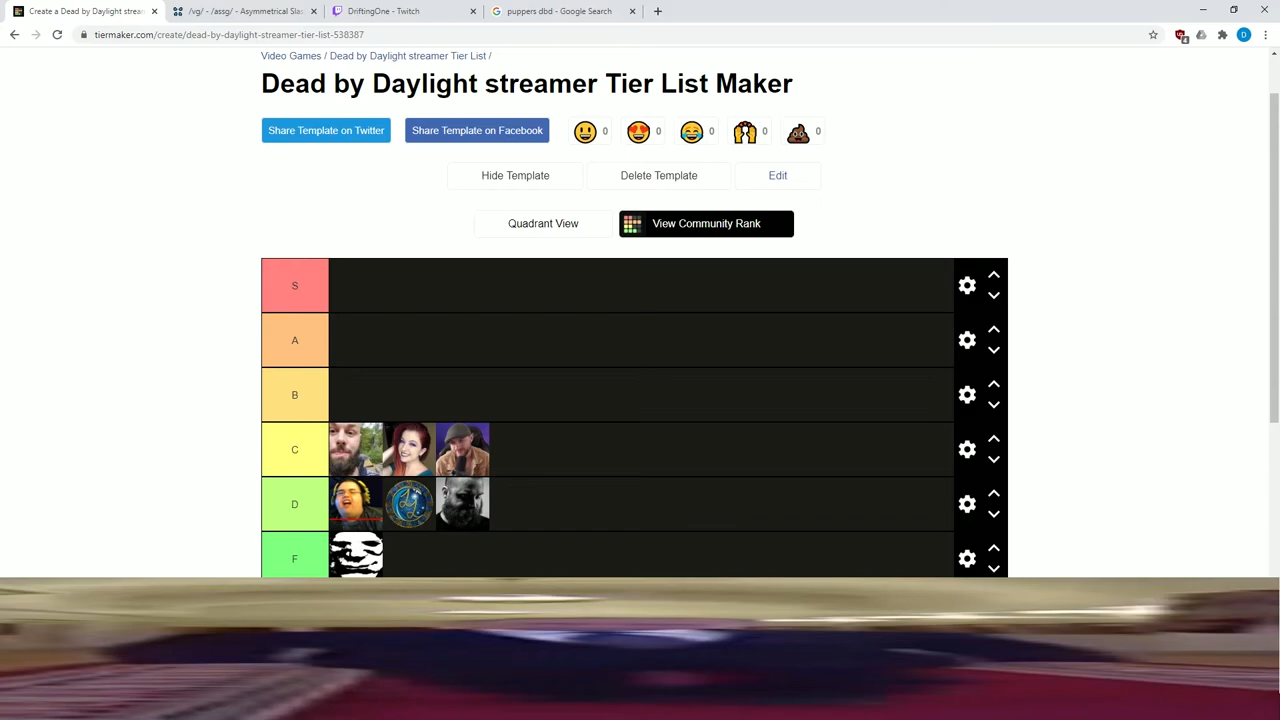 Create a Dead by Daylight stream
/vg/ - /assg/ - Asymmetrical Slas
DriftingOne - Twitch
puppers dbd - Google Search
tiermaker.com/create/dead-by-daylight-streamer-tier-list-538387
4
D
Video Games / Dead by Daylight streamer Tier List /
Dead by Daylight streamer Tier List Maker
Share Template on Twitter
Share Template on Facebook
0
0
0
0
0
Hide Template
Delete Template
Edit
Quadrant View
View Community Rank
S
A
B
C
D
F